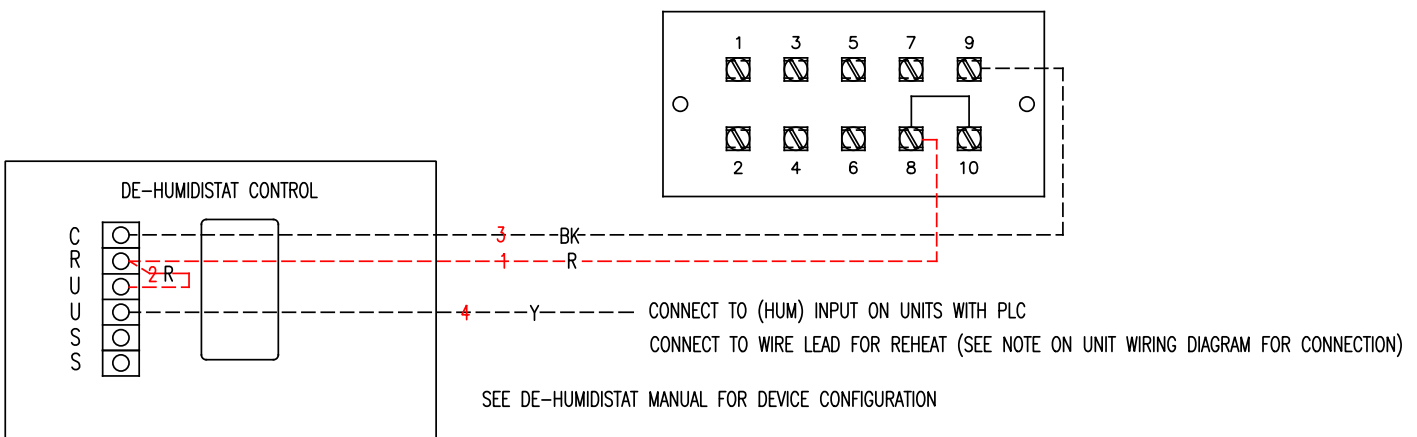 1 3 5 7 9
2 4 6 8 10
DE-HUMIDISTAT CONTROL
C 3 BK
R 1 R
2 R
U
U 4 Y CONNECT TO (HUM) INPUT ON UNITS WITH PLC
S
CONNECT TO WIRE LEAD FOR REHEAT (SEE NOTE ON UNIT WIRING DIAGRAM FOR CONNECTION)
S
SEE DE-HUMIDISTAT MANUAL FOR DEVICE CONFIGURATION